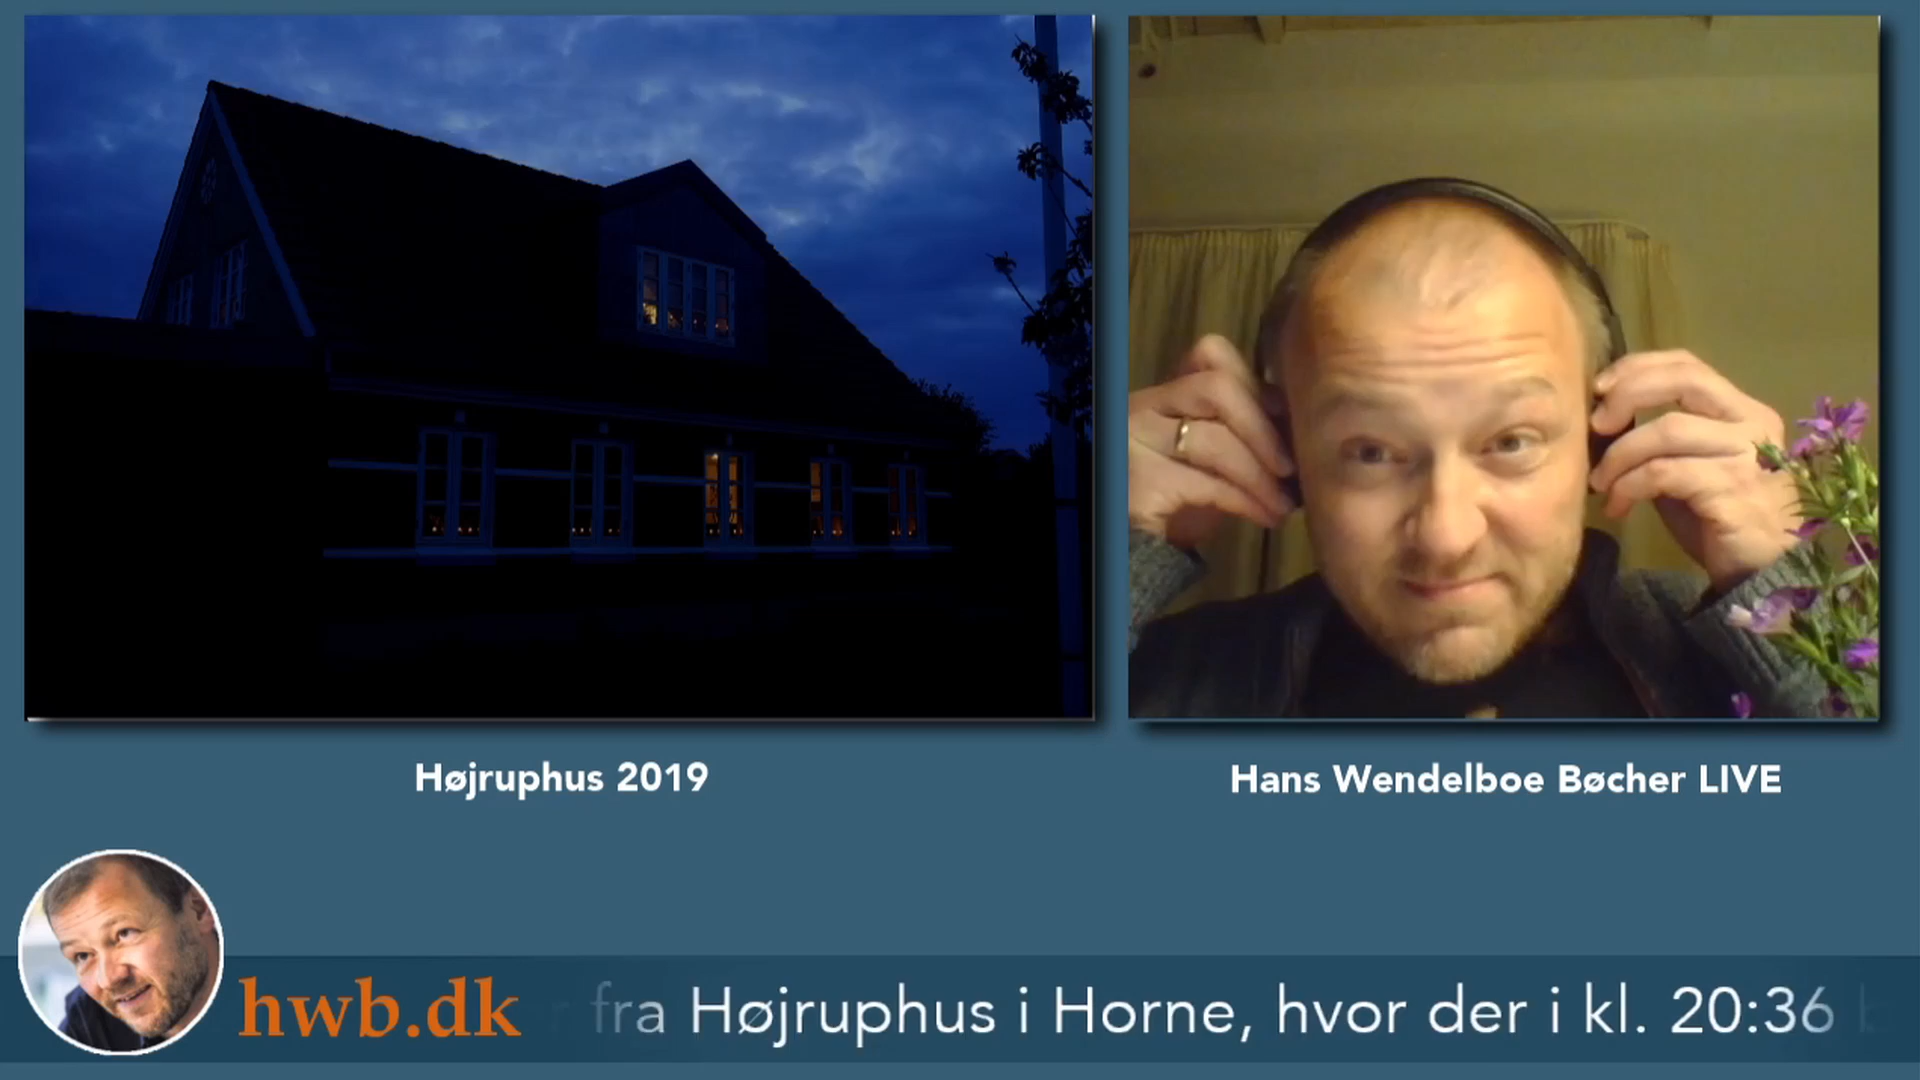 Højruphus 2019
Hans Wendelboe Bøcher LIVE
hwb.dk
fra Højruphus i Horne, hvor der i kl. 20:36